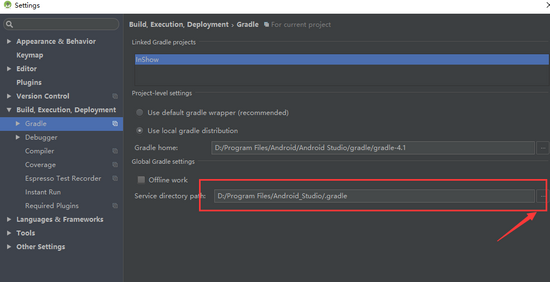 Settings
Build, Execution, Deployment › Gradle For current project
Appearance & Behavior
Keymap
Editor
Plugins
Version Control
Build, Execution, Deployment
Gradle
Debugger
Compiler
Coverage
Espresso Test Recorder
Instant Run
Required Plugins
Languages & Frameworks
Tools
Other Settings
Linked Gradle projects
InShow
Project-level settings
Use default gradle wrapper (recommended)
Use local gradle distribution
Gradle home: D:/Program Files/Android/Android Studio/gradle/gradle-4.1 ...
Global Gradle settings
Offline work
Service directory path: D:/Program Files/Android_Studio/.gradle ...